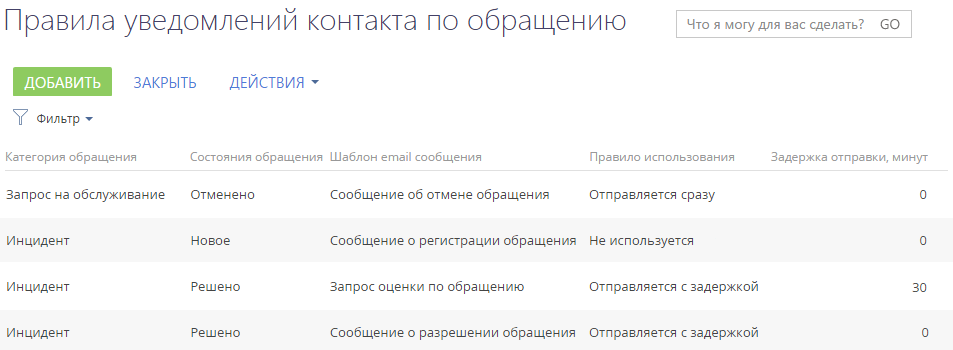 Правила уведомлений контакта по обращению
Что я могу для вас сделать? GO
ДОБАВИТЬ ЗАКРЫТЬ ДЕЙСТВИЯ
Фильтр
Категория обращения Состояния обращения Шаблон email сообщения Правило использования Задержка отправки, минут
Запрос на обслуживание Отменено Сообщение об отмене обращения Отправляется сразу 0
Инцидент Новое Сообщение о регистрации обращения Не используется 0
Инцидент Решено Запрос оценки по обращению Отправляется с задержкой 30
Инцидент Решено Сообщение о разрешении обращения Отправляется с задержкой 0